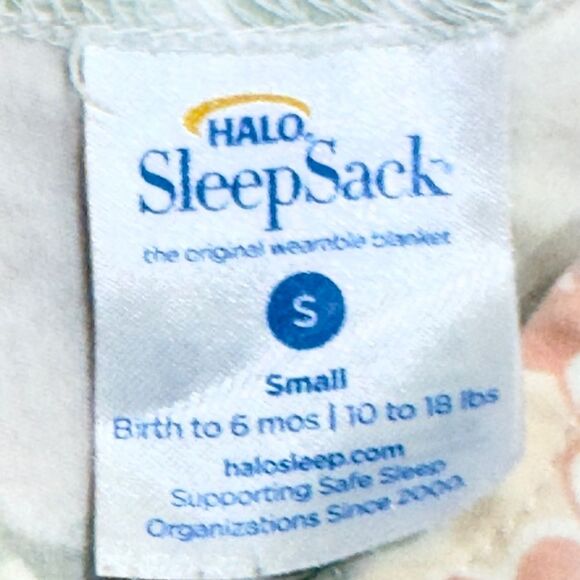 HALO
SleepSack
the original wearable blanket
S
Small
Birth to 6 mos | 10 to 18 lbs
halosleep.com
Supporting Safe Sleep
Organizations Since 2000.